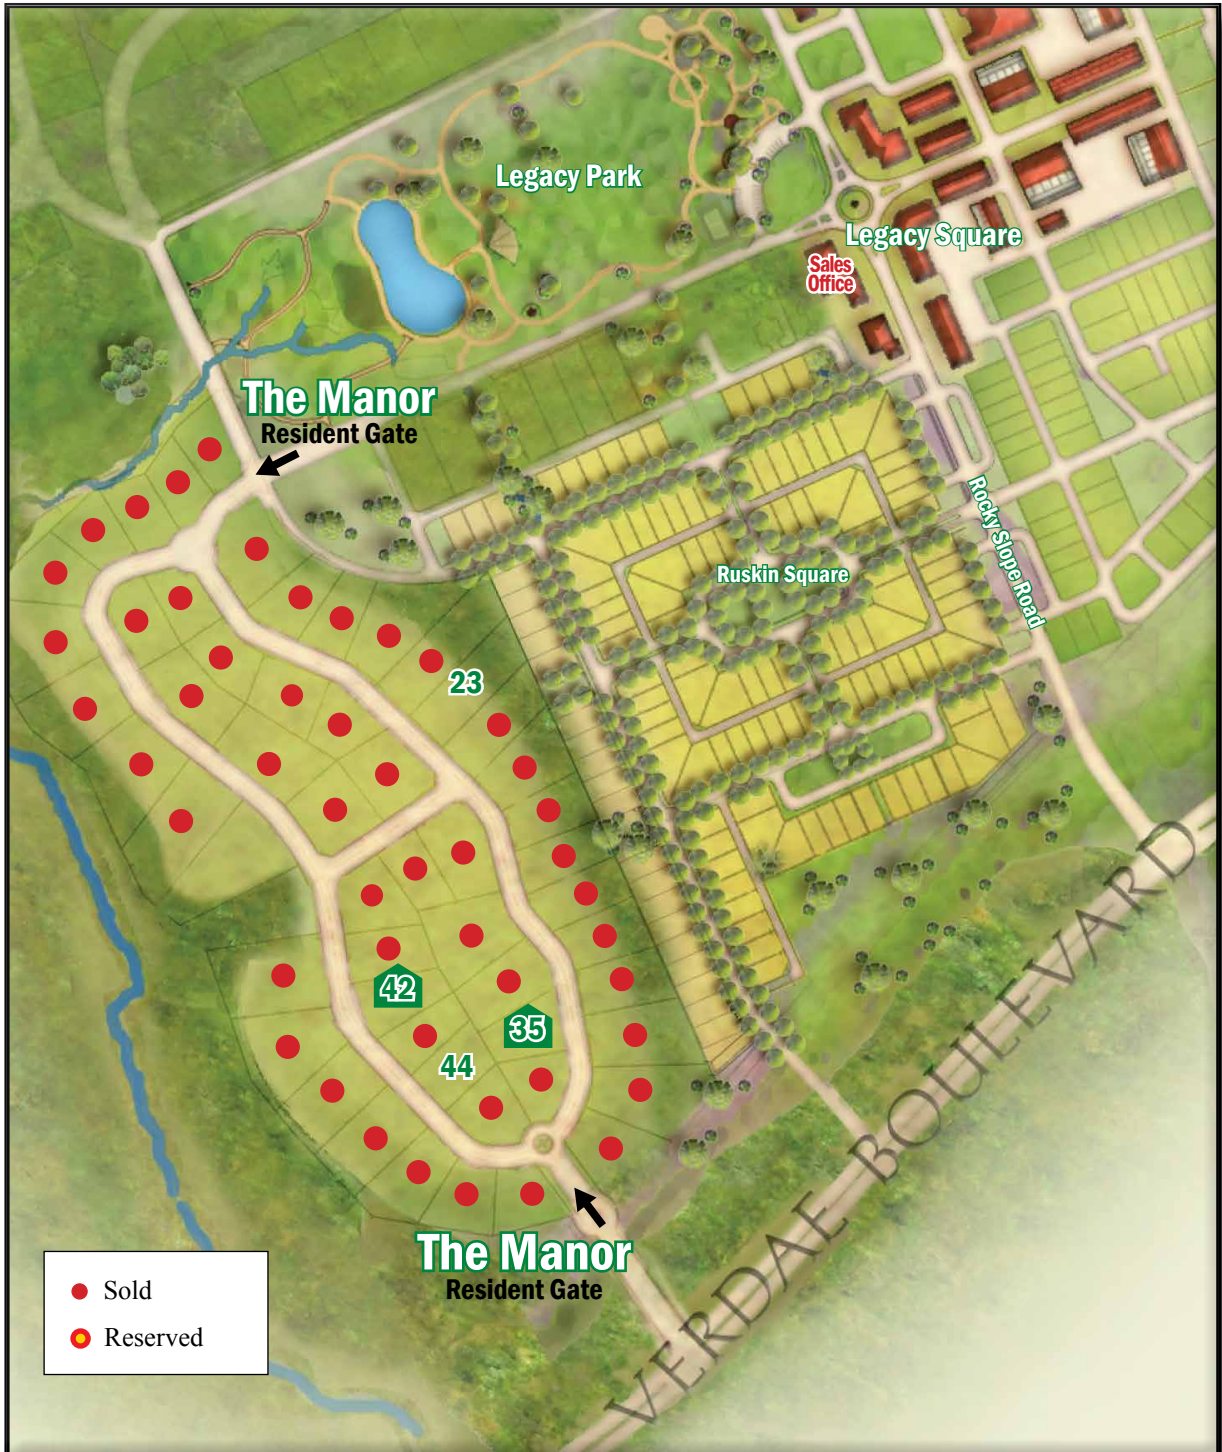 Legacy Park
Legacy Square
Sales
Office
The Manor
Resident Gate
Rocky Slope Road
Ruskin Square
23
42
35
44
The Manor
Resident Gate
VERDAE BOULEVARD
Sold
Reserved